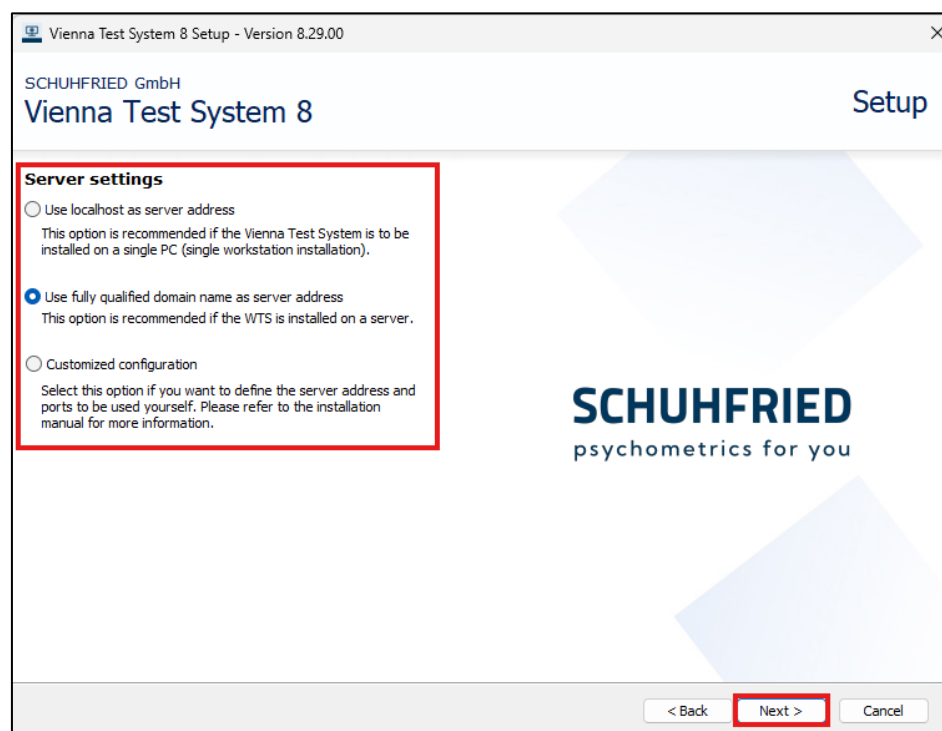 Vienna Test System 8 Setup - Version 8.29.00
SCHUHFRIED GmbH
Vienna Test System 8
Setup
Server settings
Use localhost as server address
This option is recommended if the Vienna Test System is to be
installed on a single PC (single workstation installation).
Use fully qualified domain name as server address
This option is recommended if the WTS is installed on a server.
Customized configuration
Select this option if you want to define the server address and
ports to be used yourself. Please refer to the installation
manual for more information.
SCHUHFRIED
psychometrics for you
< Back Next > Cancel